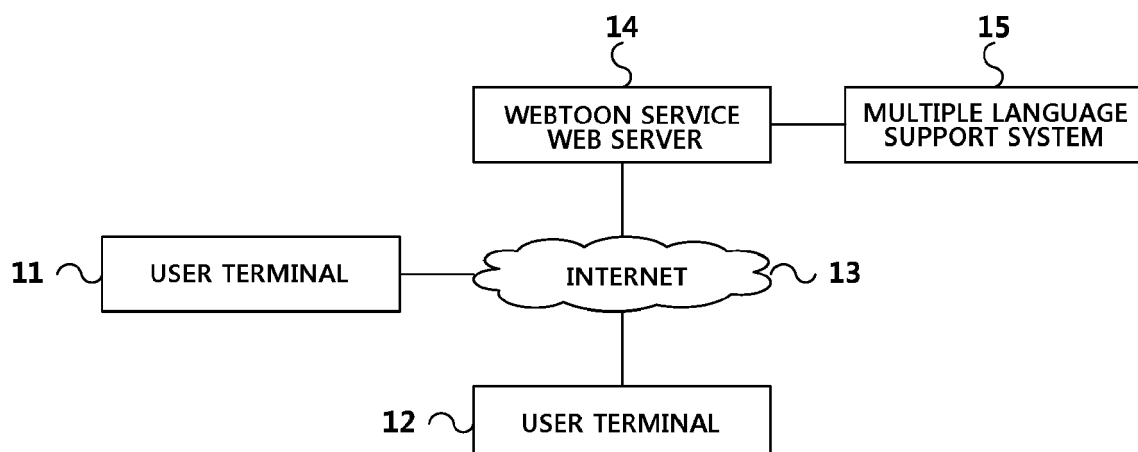 14
15
WEBTOON SERVICE
WEB SERVER
MULTIPLE LANGUAGE
SUPPORT SYSTEM
11
USER TERMINAL
INTERNET
13
12
USER TERMINAL